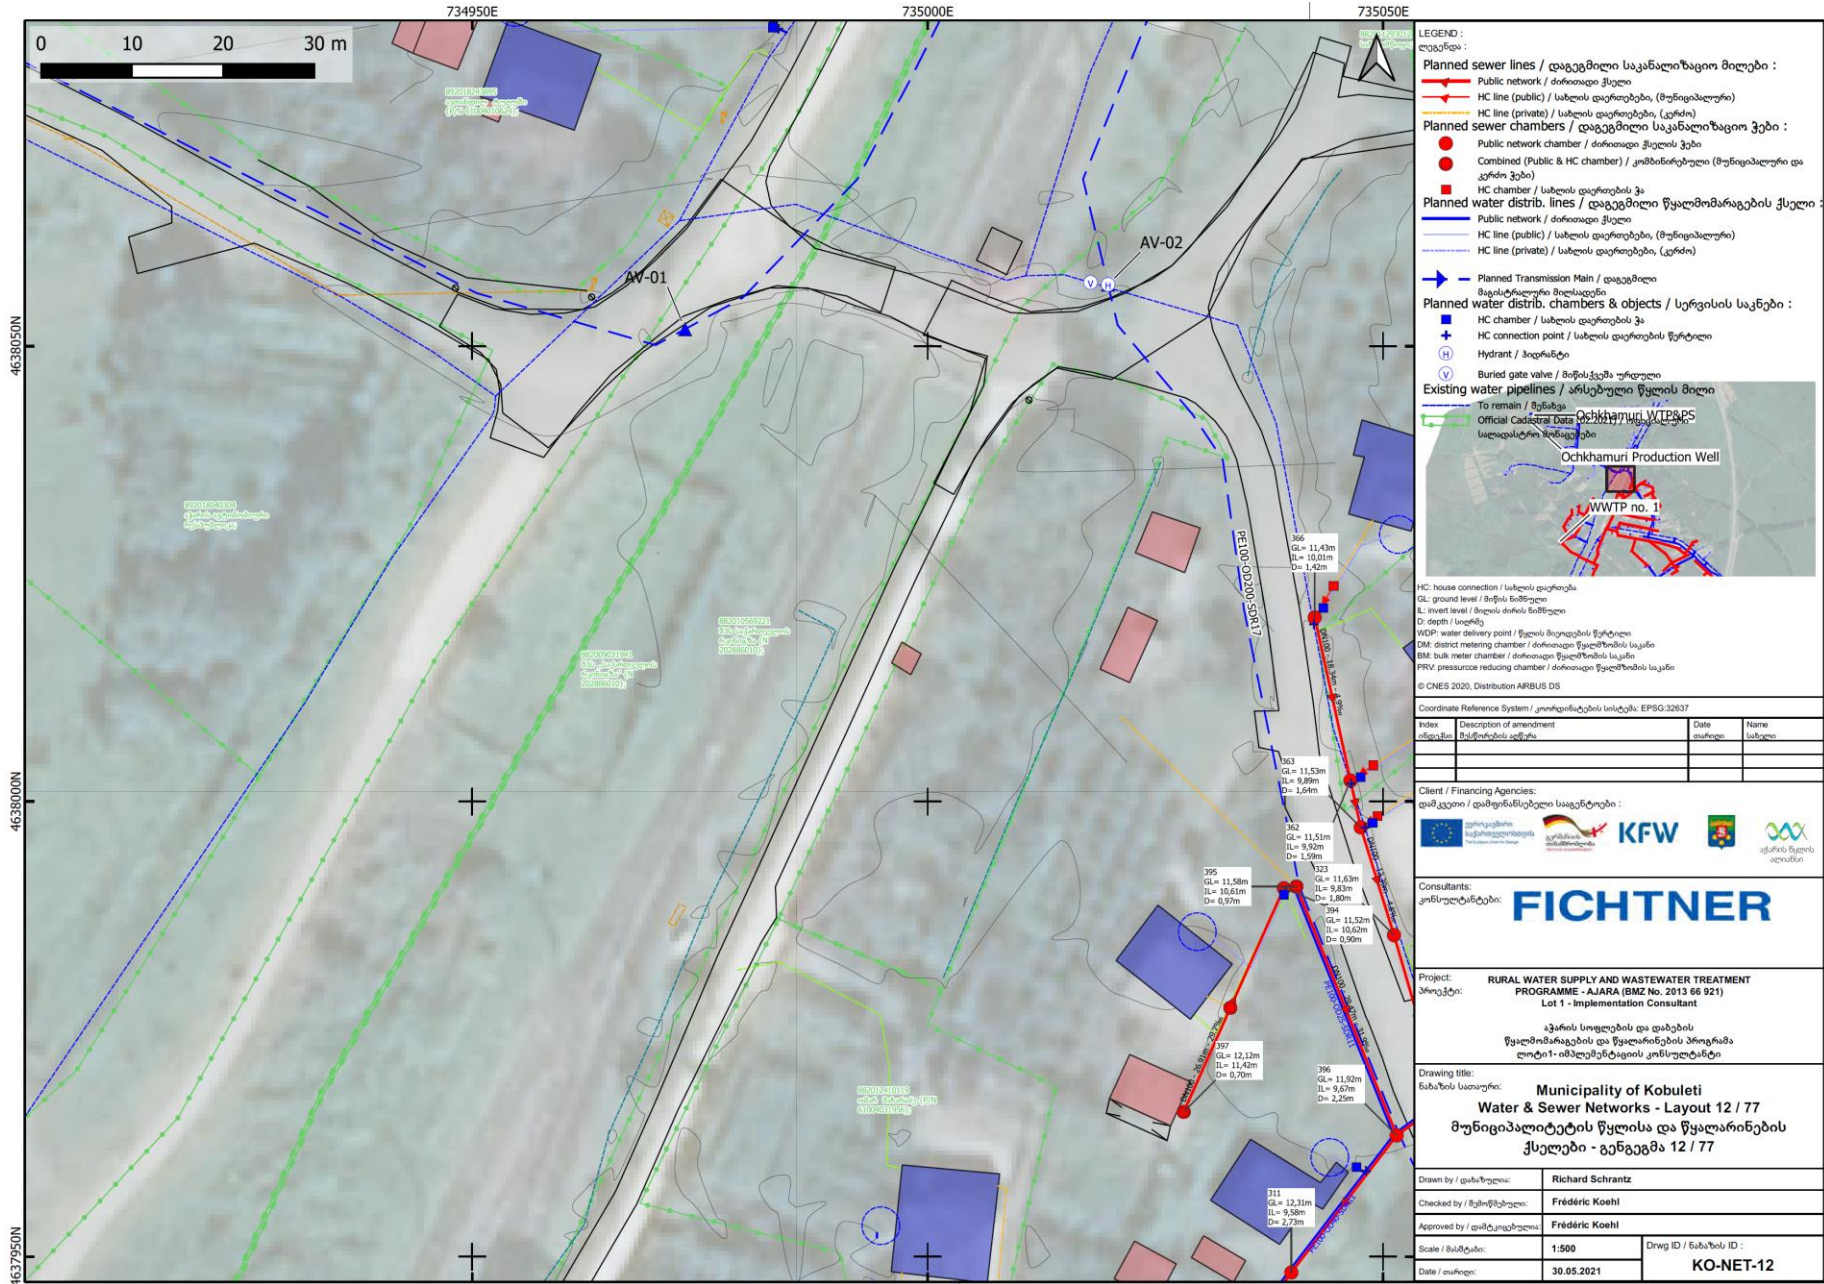 734950E
735000E
735050E
0 10 20 30 m
4638050N
4638000N
4637950N
AV-01
AV-02
PE100-OD200-SDR17
366
GL= 11,43m
IL= 10,01m
D= 1,42m
DN100 - 18.34m - 4.9‰
363
GL= 11,53m
IL= 9,89m
D= 1,64m
362
GL= 11,51m
IL= 9,92m
D= 1,59m
395
GL= 11,58m
IL= 10,61m
D= 0,97m
323
GL= 11,63m
IL= 9,83m
D= 1,80m
394
GL= 11,52m
IL= 10,62m
D= 0,90m
397
GL= 12,12m
IL= 11,42m
D= 0,70m
396
GL= 11,92m
IL= 9,67m
D= 2,25m
311
GL= 12,31m
IL= 9,58m
D= 2,73m
LEGEND :
ლეგენდა :
Planned sewer lines / დაგეგმილი საკანალიზაციო მილები :
Public network / ძირითადი ქსელი
HC line (public) / სახლის დაერთებები, (მუნიციპალური)
HC line (private) / სახლის დაერთებები, (კერძო)
Planned sewer chambers / დაგეგმილი საკანალიზაციო ჭები :
Public network chamber / ძირითადი ქსელის ჭები
Combined (Public & HC chamber) / კომბინირებული (მუნიციპალური და
კერძო ჭები)
HC chamber / სახლის დაერთების ჭა
Planned water distrib. lines / დაგეგმილი წყალმომარაგების ქსელი :
Public network / ძირითადი ქსელი
HC line (public) / სახლის დაერთებები, (მუნიციპალური)
HC line (private) / სახლის დაერთებები, (კერძო)
Planned Transmission Main / დაგეგმილი
მაგისტრალური მილსადენი
Planned water distrib. chambers & objects / სერვისის საკნები :
HC chamber / სახლის დაერთების ჭა
HC connection point / სახლის დაერთების წერტილი
H Hydrant / ჰიდრანტი
V Buried gate valve / მიწისქვეშა ურდული
Existing water pipelines / არსებული წყლის მილი
To remain / შენახვა
Official Cadastral Data (02.2021) /
სალადასტრო მონაცემები
Ochkhamuri WTP&PS
Ochkhamuri Production Well
WWTP no. 1
HC: house connection / სახლის დაერთება
GL: ground level / მიწის ნიშნული
IL: invert level / მილის ძირის ნიშნული
D: depth / სიღრმე
WDP: water delivery point / წყლის მიეოდების წერტილი
DM: district metering chamber / ძირითადი წყალმზომის საკანი
BM: bulk meter chamber / ძირითადი წყალმზომის საკანი
PRV: pressurcce reducing chamber / ძირითადი წყალმზომის საკანი
© CNES 2020, Distribution AIRBUS DS
Coordinate Reference System / კოორდინატების სისტემა: EPSG:32637
Index Description of amendment Date Name
ინდექსი შესწორების აღწერა თარიღი სახელი
Client / Financing Agencies:
დამკვეთი / დამფინანსებელი სააგენტოები :
ევროკავშირი
საქართველოსთვის
KFW
აჭარის წყლის
ალიანსი
Consultants:
კონსულტანტები:
FICHTNER
Project:
პროექტი:
RURAL WATER SUPPLY AND WASTEWATER TREATMENT
PROGRAMME - AJARA (BMZ No. 2013 66 921)
Lot 1 - Implementation Consultant
აჭარის სოფლების და დაბების
წყალმომარაგების და წყალარინების პროგრამა
ლოტი1- იმპლემენტაციის კონსულტანტი
Drawing title:
ნახაზის სათაური:
Municipality of Kobuleti
Water & Sewer Networks - Layout 12 / 77
მუნიციპალიტეტის წყლისა და წყალარინების
ქსელები - გენგეგმა 12 / 77
Drawn by / დახაზულია: Richard Schrantz
Checked by / შემოწმებული: Frédéric Koehl
Approved by / დამტკიცებულია: Frédéric Koehl
Scale / მასშტაბი: 1:500
Date / თარიღი: 30.05.2021
Drwg ID / ნახაზის ID :
KO-NET-12